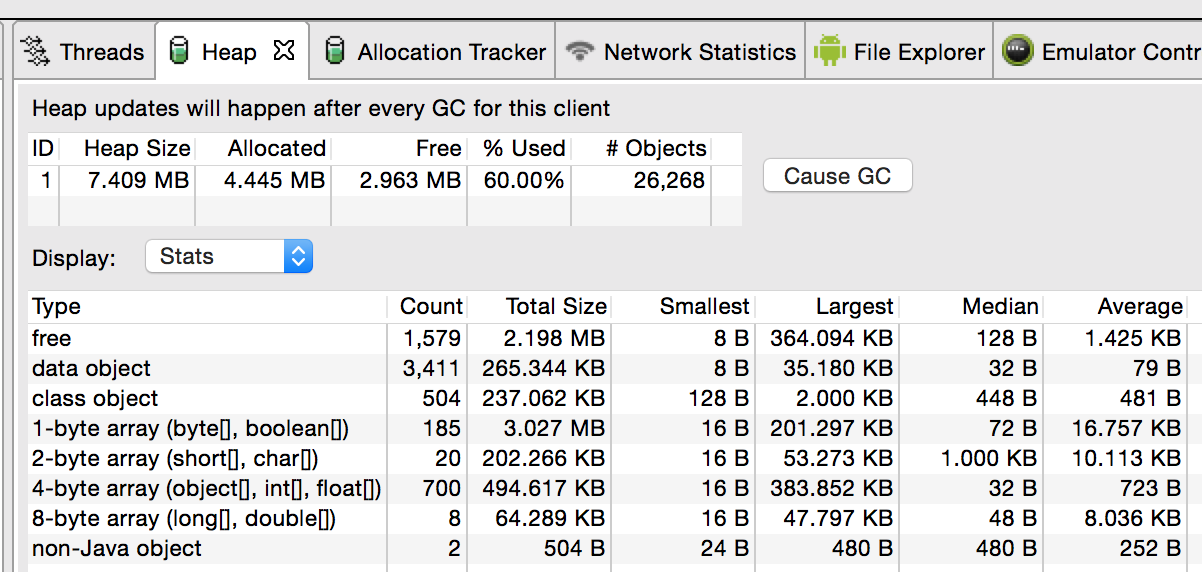 Threads Heap Allocation Tracker Network Statistics File Explorer Emulator Contr
Heap updates will happen after every GC for this client
ID Heap Size Allocated Free % Used # Objects
1 7.409 MB 4.445 MB 2.963 MB 60.00% 26,268
Cause GC
Display: Stats
Type Count Total Size Smallest Largest Median Average
free 1,579 2.198 MB 8 B 364.094 KB 128 B 1.425 KB
data object 3,411 265.344 KB 8 B 35.180 KB 32 B 79 B
class object 504 237.062 KB 128 B 2.000 KB 448 B 481 B
1-byte array (byte[], boolean[]) 185 3.027 MB 16 B 201.297 KB 72 B 16.757 KB
2-byte array (short[], char[]) 20 202.266 KB 16 B 53.273 KB 1.000 KB 10.113 KB
4-byte array (object[], int[], float[]) 700 494.617 KB 16 B 383.852 KB 32 B 723 B
8-byte array (long[], double[]) 8 64.289 KB 16 B 47.797 KB 48 B 8.036 KB
non-Java object 2 504 B 24 B 480 B 480 B 252 B